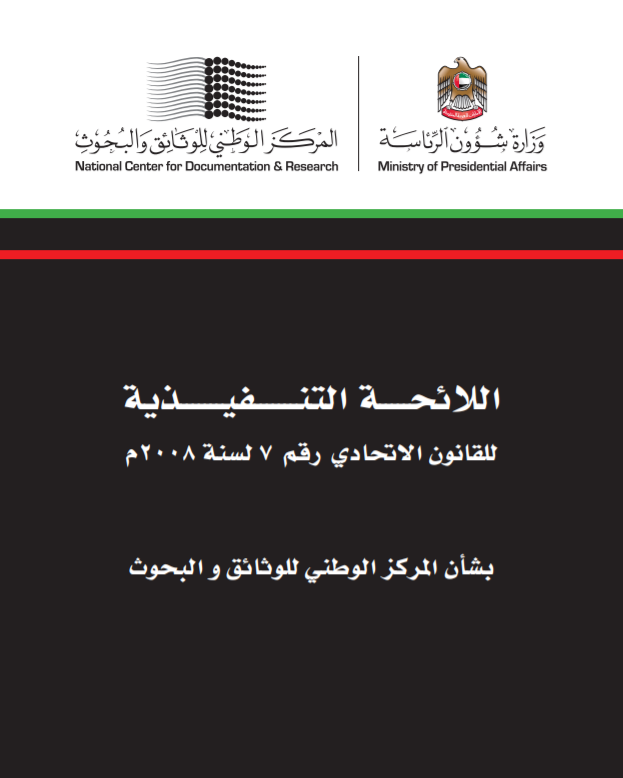 وزارة شؤون الرئاسة
Ministry of Presidential Affairs
المركز الوطني للوثائق والبحوث
National Center for Documentation & Research
اللائحة التنفيذية
للقانون الاتحادي رقم ٧ لسنة ٢٠٠٨م
بشأن المركز الوطني للوثائق و البحوث